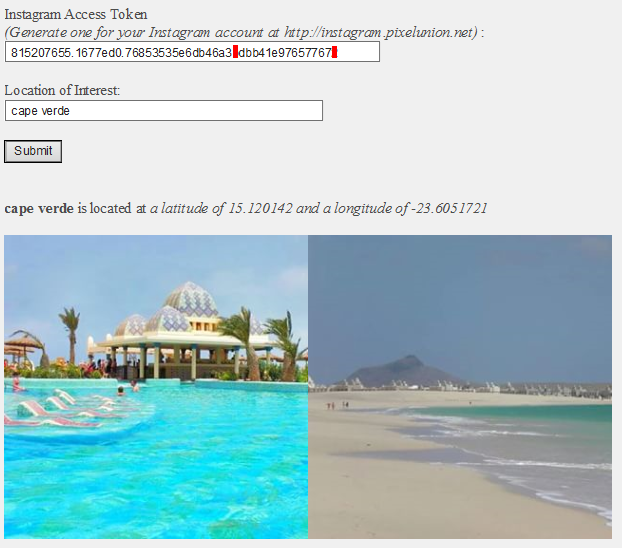 Instagram Access Token
(Generate one for your Instagram account at http://instagram.pixelunion.net) :
815207655.1677ed0.76853535e6db46a3 dbb41e97657767
Location of Interest:
cape verde
Submit
cape verde is located at a latitude of 15.120142 and a longitude of -23.6051721